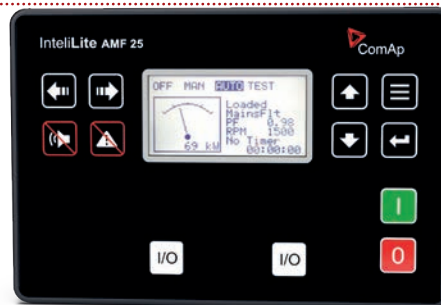 InteliLite AMF 25
ComAp
OFF MAN AUTO TEST
Loaded
MainsFlt
PF 0.98
RPM 1500
No Timer
69 kW 00:00:00
I
0
I/O
I/O